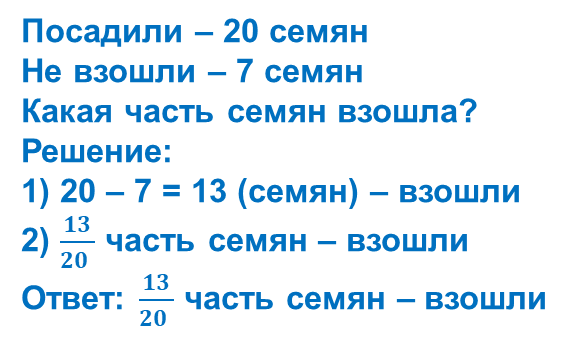 Посадили – 20 семян
Не взошли – 7 семян
Какая часть семян взошла?
Решение:
1) 20 – 7 = 13 (семян) – взошли
2) 13/20 часть семян – взошли
Ответ: 13/20 часть семян – взошли